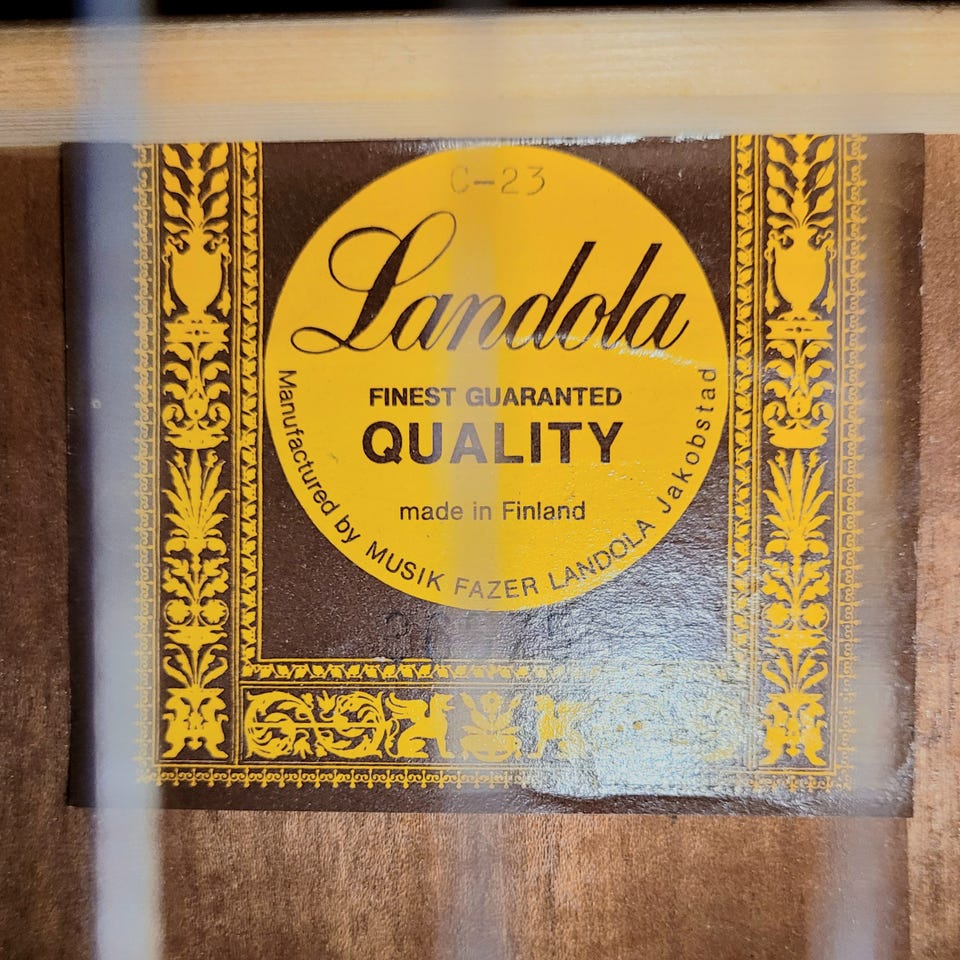 C-23
Landola
FINEST GUARANTED
QUALITY
made in Finland
Manufactured by MUSIK FAZER LANDOLA Jakobstad